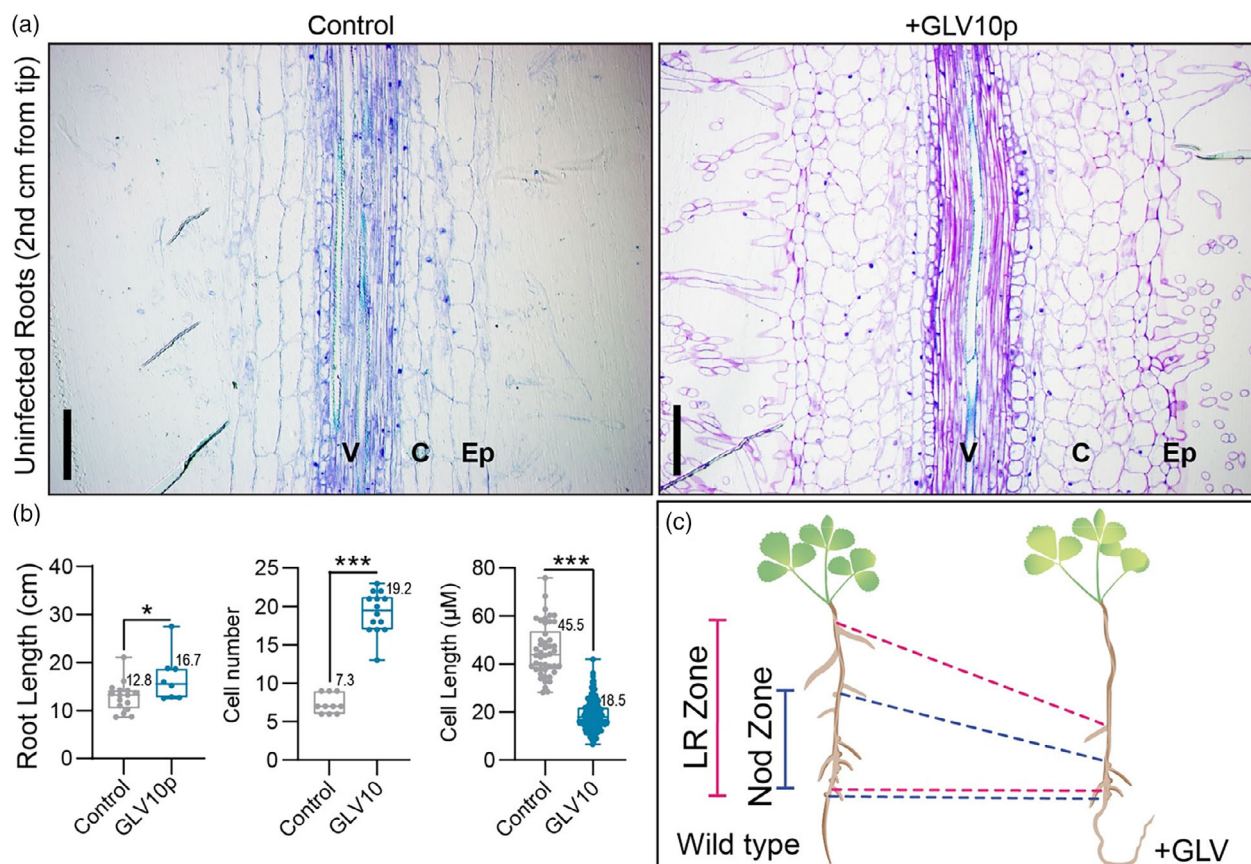 (a)
Control
+GLV10p
Uninfected Roots (2nd cm from tip)
V
C
Ep
V
C
Ep
(b)
Root Length (cm)
40
30
20
10
0
*
12.8
16.7
Control
GLV10p
Cell number
25
20
15
10
5
0
***
7.3
19.2
Control
GLV10
Cell Length (µM)
80
60
40
20
0
***
45.5
18.5
Control
GLV10
(c)
LR Zone
Nod Zone
Wild type
+GLV